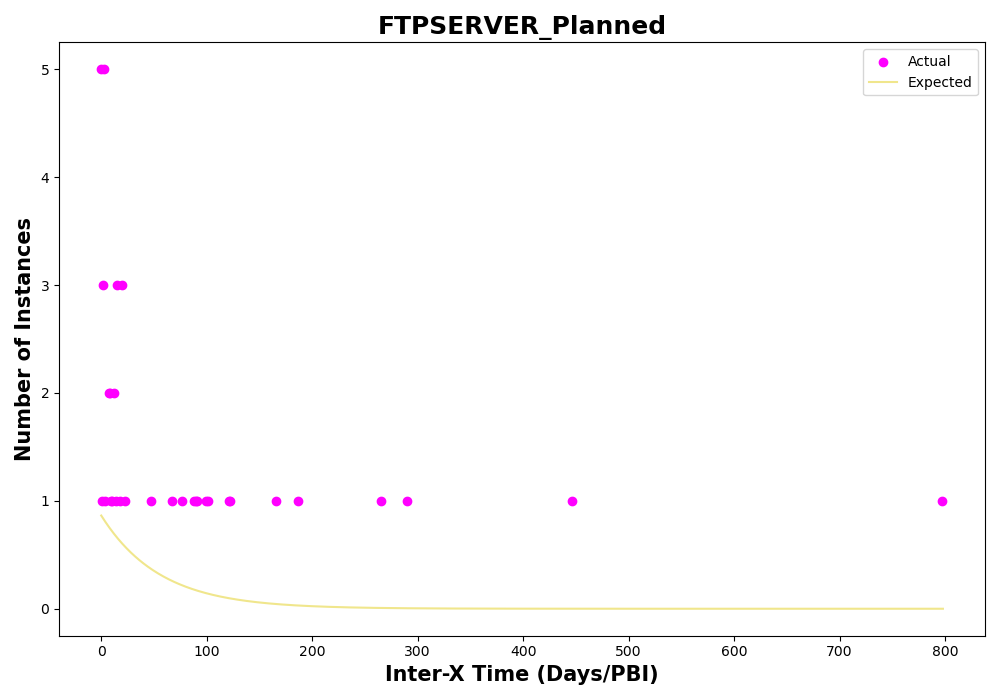 FTPSERVER_Planned
Actual
Expected
Number of Instances
5
4
3
2
1
0
0 100 200 300 400 500 600 700 800
Inter-X Time (Days/PBI)